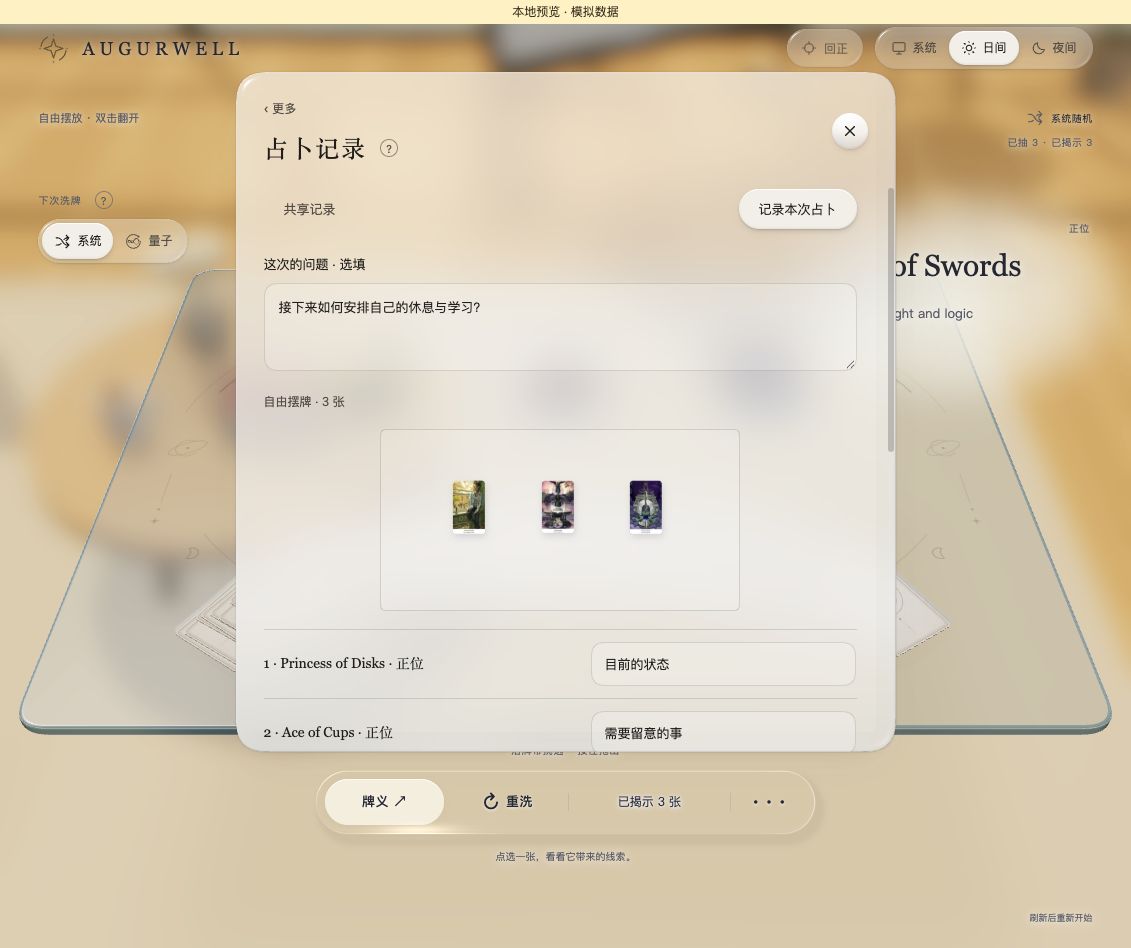 本地预览 · 模拟数据
AUGURWELL
回正
系统
日间
夜间
自由摆放 · 双击翻开
系统随机
已抽 3 · 已揭示 3
下次洗牌 ?
系统
量子
正位
of Swords
ght and logic
‹ 更多
占卜记录 ?
共享记录
记录本次占卜
这次的问题 · 选填
接下来如何安排自己的休息与学习?
自由摆牌 · 3 张
1 · Princess of Disks · 正位
目前的状态
2 · Ace of Cups · 正位
需要留意的事
牌义 ↗
重洗
已揭示 3 张
点选一张，看看它带来的线索。
刷新后重新开始